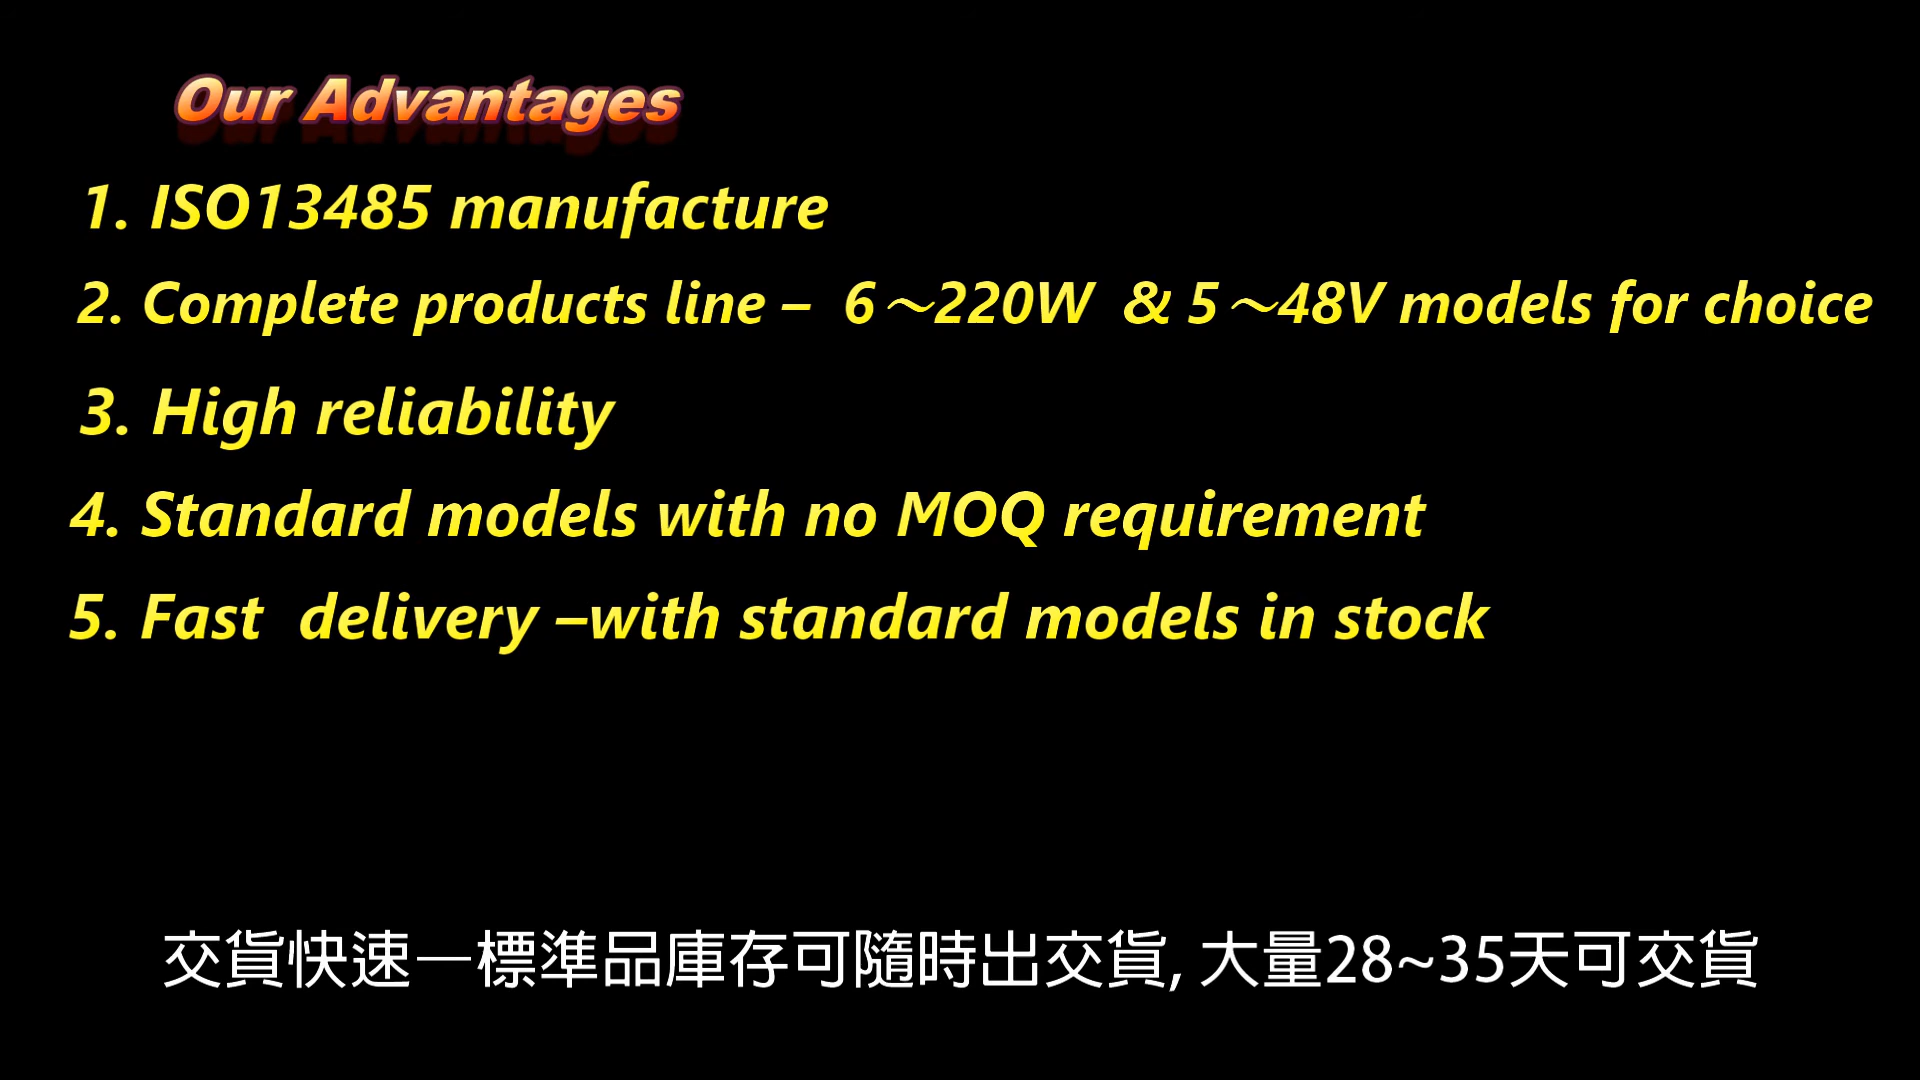 Our Advantages
1. ISO13485 manufacture
2. Complete products line – 6～220W & 5～48V models for choice
3. High reliability
4. Standard models with no MOQ requirement
5. Fast delivery –with standard models in stock
交貨快速—標準品庫存可隨時出交貨, 大量28~35天可交貨